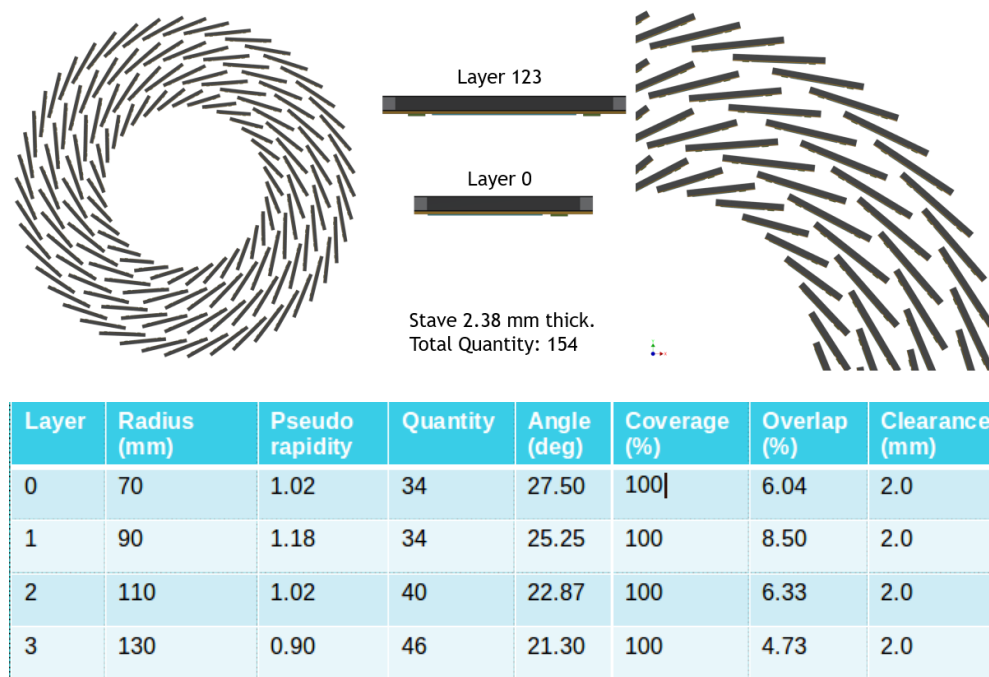 Layer 123
Layer 0
Stave 2.38 mm thick.
Total Quantity: 154
Layer Radius (mm) Pseudo rapidity Quantity Angle (deg) Coverage (%) Overlap (%) Clearance (mm)
0 70 1.02 34 27.50 100 6.04 2.0
1 90 1.18 34 25.25 100 8.50 2.0
2 110 1.02 40 22.87 100 6.33 2.0
3 130 0.90 46 21.30 100 4.73 2.0